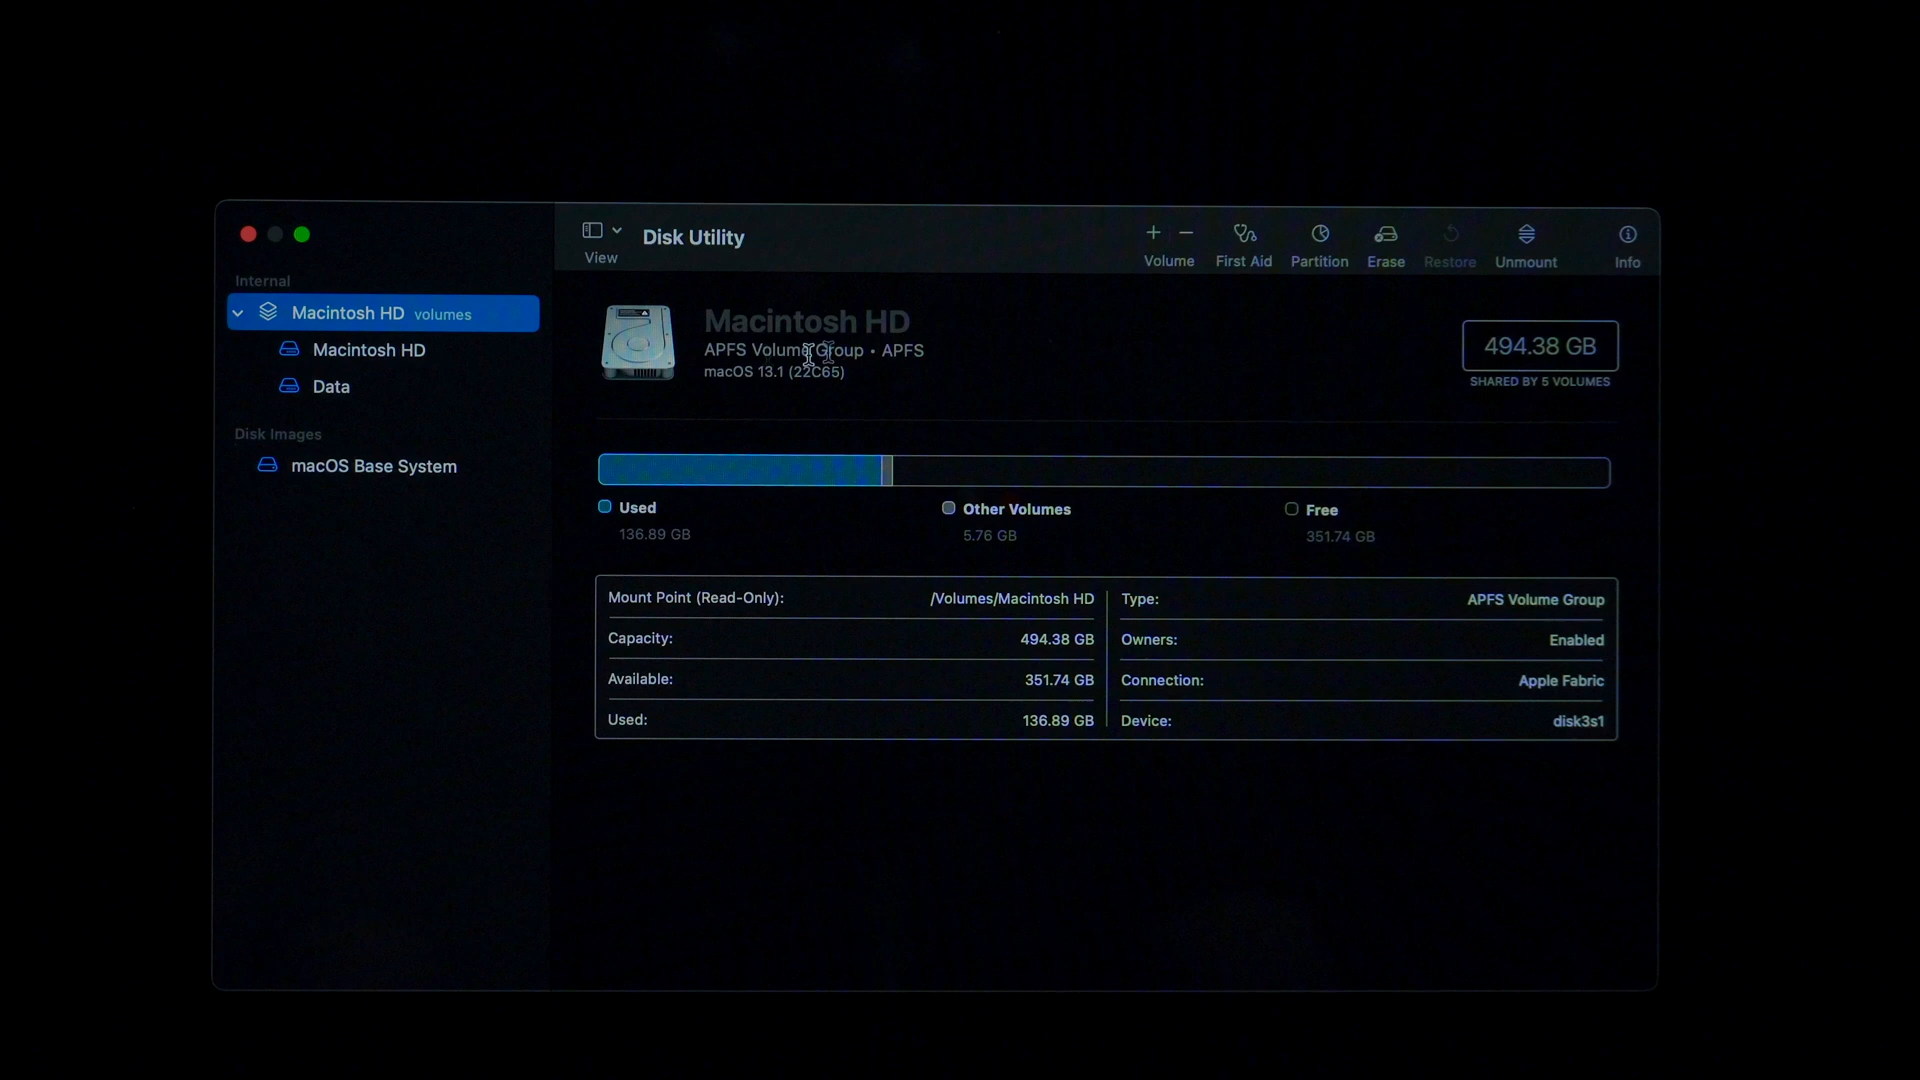 View
Disk Utility
Volume
First Aid
Partition
Erase
Restore
Unmount
Info
Internal
Macintosh HD volumes
Macintosh HD
Data
Disk Images
macOS Base System
Macintosh HD
APFS Volume Group • APFS
macOS 13.1 (22C65)
494.38 GB
SHARED BY 5 VOLUMES
Used
136.89 GB
Other Volumes
5.76 GB
Free
351.74 GB
Mount Point (Read-Only): /Volumes/Macintosh HD
Capacity: 494.38 GB
Available: 351.74 GB
Used: 136.89 GB
Type: APFS Volume Group
Owners: Enabled
Connection: Apple Fabric
Device: disk3s1